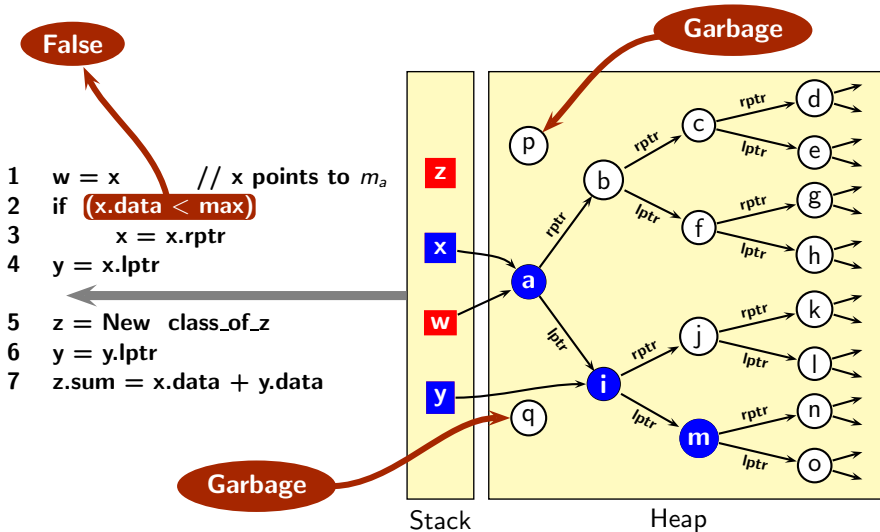 False
Garbage
1 w = x // x points to mₐ
2 if (x.data < max)
3 x = x.rptr
4 y = x.lptr
5 z = New class_of_z
6 y = y.lptr
7 z.sum = x.data + y.data
Garbage
z
x
w
y
Stack
p
q
a
rptr
lptr
b
rptr
lptr
i
rptr
lptr
c
rptr
lptr
f
rptr
lptr
j
rptr
lptr
m
rptr
lptr
d
e
g
h
k
l
n
o
Heap